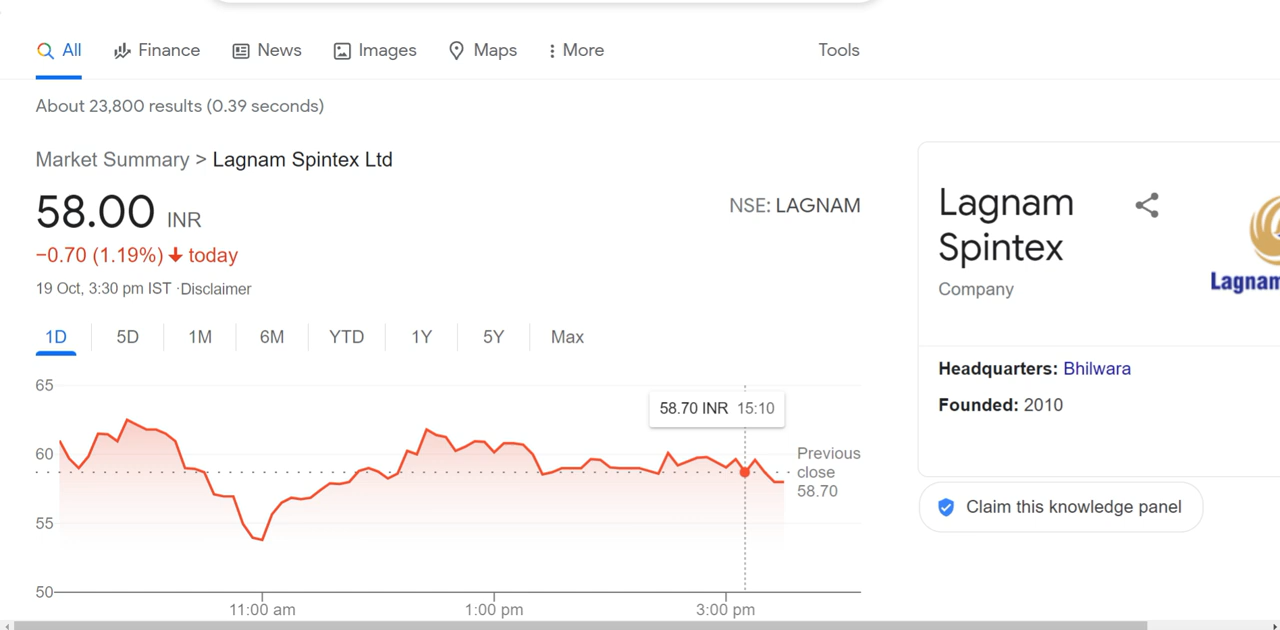 All Finance News Images Maps More Tools
About 23,800 results (0.39 seconds)
Market Summary > Lagnam Spintex Ltd
58.00 INR
NSE: LAGNAM
−0.70 (1.19%) today
19 Oct, 3:30 pm IST ·Disclaimer
1D 5D 1M 6M YTD 1Y 5Y Max
65
60
55
50
58.70 INR 15:10
Previous
close
58.70
11:00 am 1:00 pm 3:00 pm
Lagnam
Spintex
Company
Lagnam
Headquarters: Bhilwara
Founded: 2010
Claim this knowledge panel